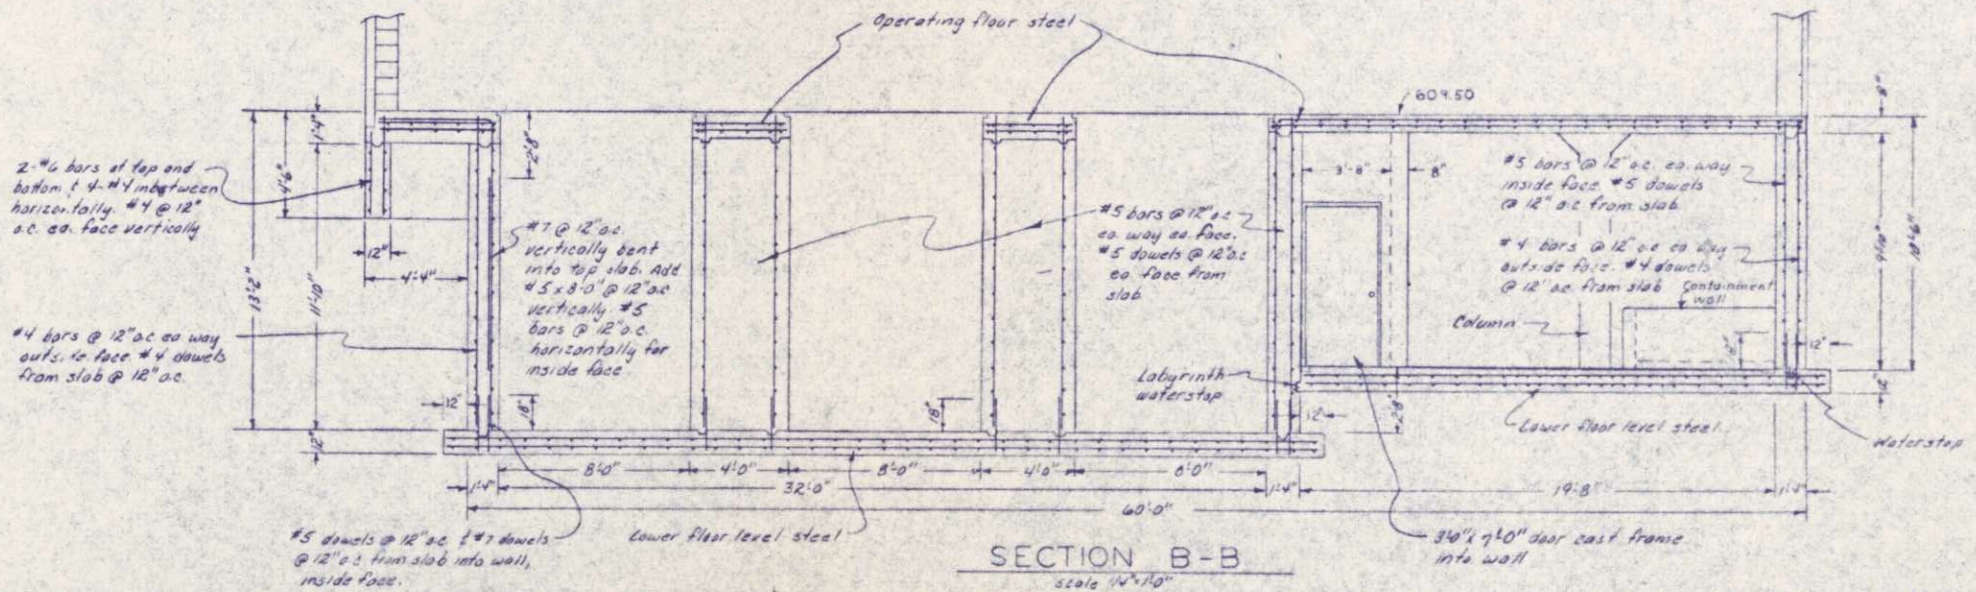 Operating floor steel
609.50
8"
1'-4"
2'-8"
4'-6"
2-#6 bars at top and
bottom & 4-#4 inbetween
horizontally. #4 @ 12"
o.c. ea. face vertically
12"
4'-4"
13'-2"
11'-10"
#7 @ 12" o.c.
vertically bent
into top slab. Add
#5 x 8'-0" @ 12" o.c.
vertically #5
bars @ 12" o.c.
horizontally for
inside face
#5 bars @ 12" o.c.
ea. way ea. face.
#5 dowels @ 12" o.c.
ea. face from
slab
3'-8"
8"
#5 bars @ 12" o.c. ea. way
inside face. #5 dowels
@ 12" o.c. from slab
#4 bars @ 12" o.c. ea. way
outside face. #4 dowels
@ 12" o.c. from slab
Containment
wall
Column
9'-10"
10'-6"
12"
12"
#4 bars @ 12" o.c. ea. way
outside face #4 dowels
from slab @ 12" o.c.
Labyrinth
waterstop
12"
18"
18"
12"
2'-8"
12"
Lower floor level steel
Waterstop
8'-0"
4'-0"
8'-0"
4'-0"
8'-0"
1'-4"
32'-0"
1'-4"
19'-8"
1'-4"
60'-0"
#5 dowels @ 12" o.c. & #7 dowels
@ 12" o.c. from slab into wall,
inside face.
Lower floor level steel
3'-0" x 7'-0" door cast frame
into wall
SECTION B-B
scale 1/4"=1'-0"